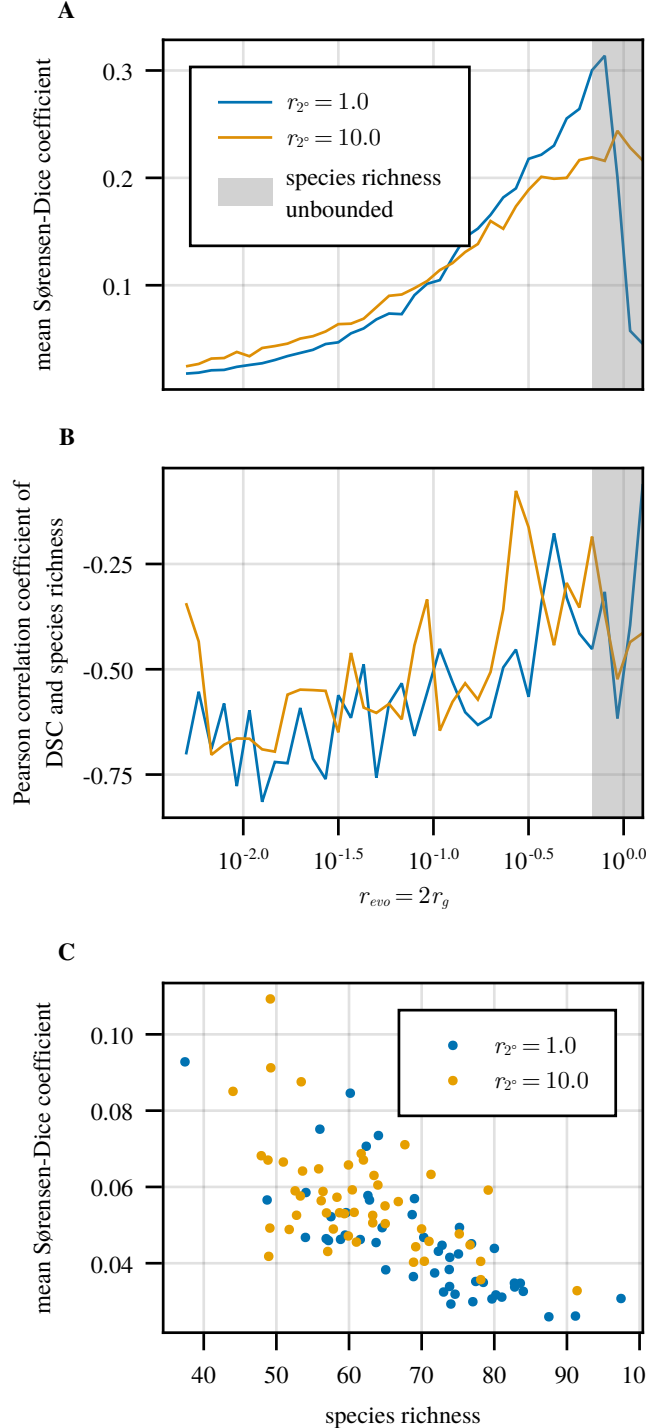 A
mean Sørensen-Dice coefficient
0.3
0.2
0.1
r2° = 1.0
r2° = 10.0
species richness
unbounded
B
Pearson correlation coefficient of
DSC and species richness
-0.25
-0.50
-0.75
10-2.0 10-1.5 10-1.0 10-0.5 100.0
revo = 2rg
C
mean Sørensen-Dice coefficient
0.10
0.08
0.06
0.04
r2° = 1.0
r2° = 10.0
40 50 60 70 80 90 10
species richness